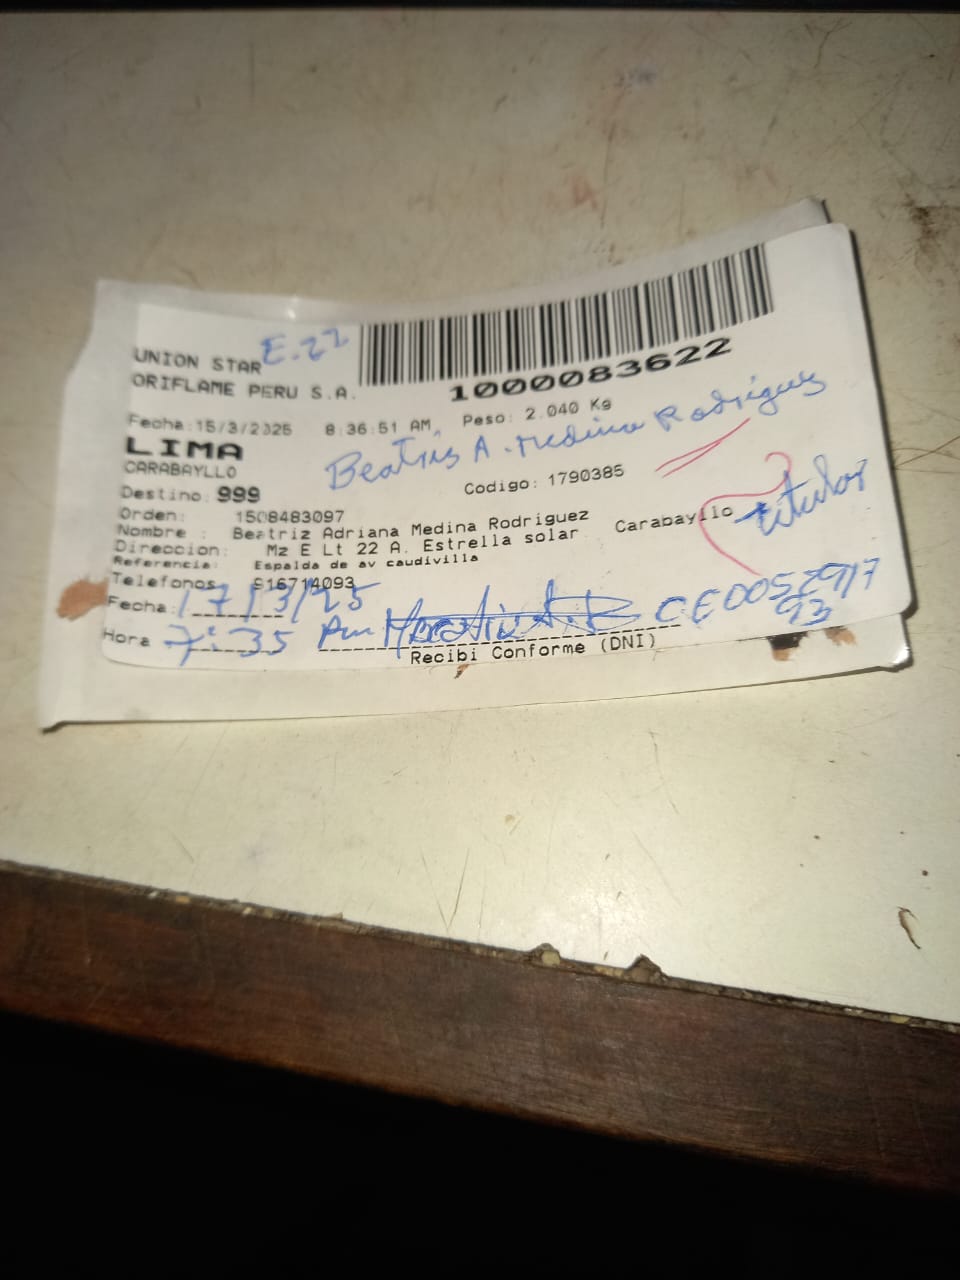 UNION STAR E.22
ORIFLAME PERU S.A.
1000083622
Fecha:15/3/2025 8:36:51 AM, Peso: 2.040 Kg
LIMA
CARABAYLLO
Beatris A. Medina Rodriguez
Destino: 999 Codigo: 1790385
Orden: 1508483097
Nombre : Beatriz Adriana Medina Rodriguez Carabayllo
titular
Direccion: Mz E Lt 22 A. Estrella solar
Referencia: Espalda de av caudivilla
Telefonos 916714093
Fecha: 17/3/25
Hora 7:35 Pm CE
Recibi Conforme (DNI)